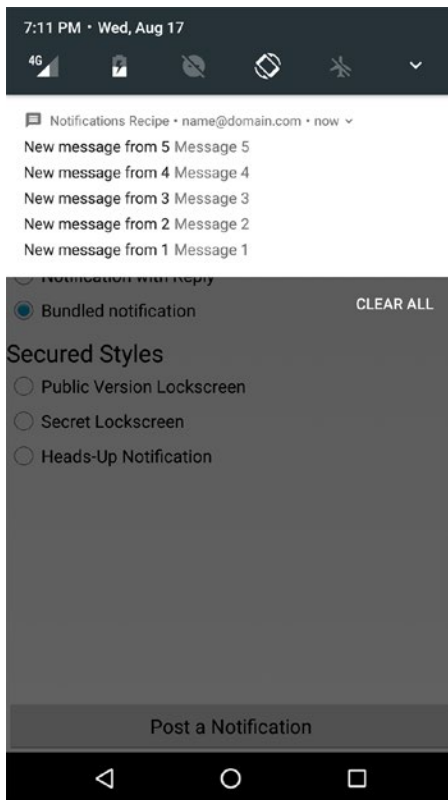 7:11 PM • Wed, Aug 17
4G
Notifications Recipe • name@domain.com • now
New message from 5 Message 5
New message from 4 Message 4
New message from 3 Message 3
New message from 2 Message 2
New message from 1 Message 1
Notification with Reply
Bundled notification
CLEAR ALL
Secured Styles
Public Version Lockscreen
Secret Lockscreen
Heads-Up Notification
Post a Notification